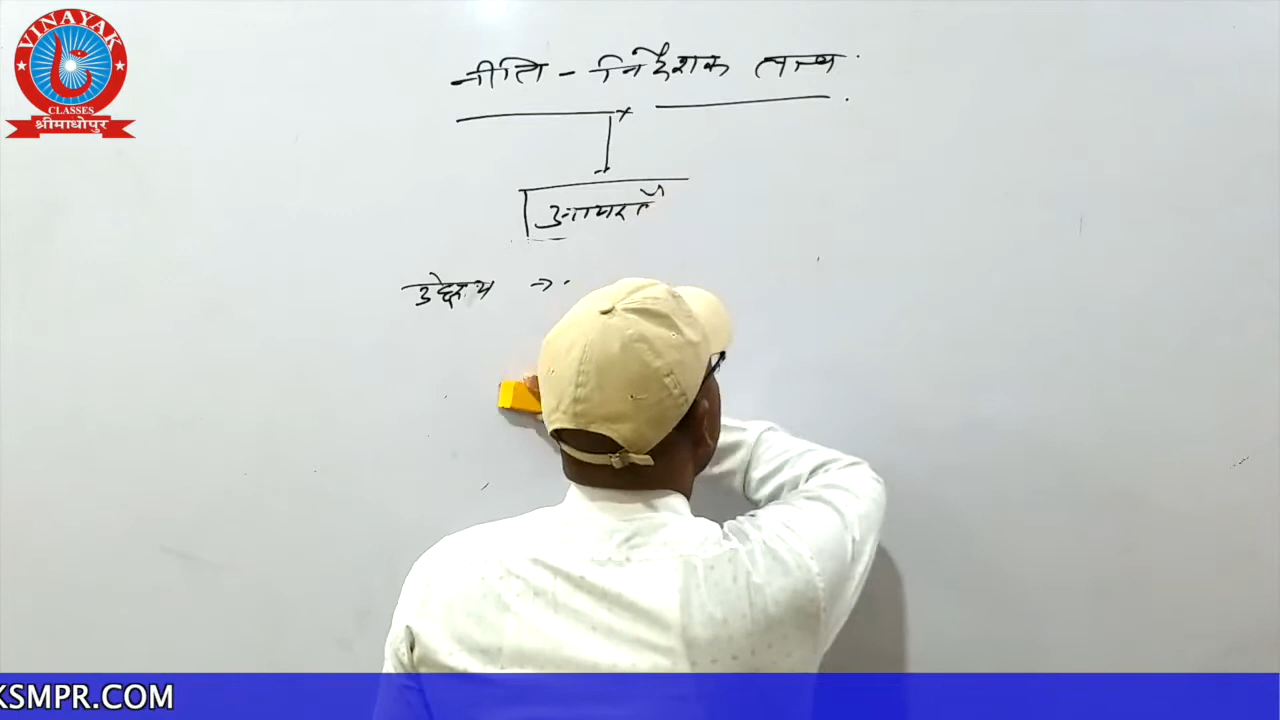 VINAYAK
CLASSES
श्रीमाधोपुर
नीति - निर्देशक तत्व
आयरलैं
उद्देश्य →
KSMPR.COM